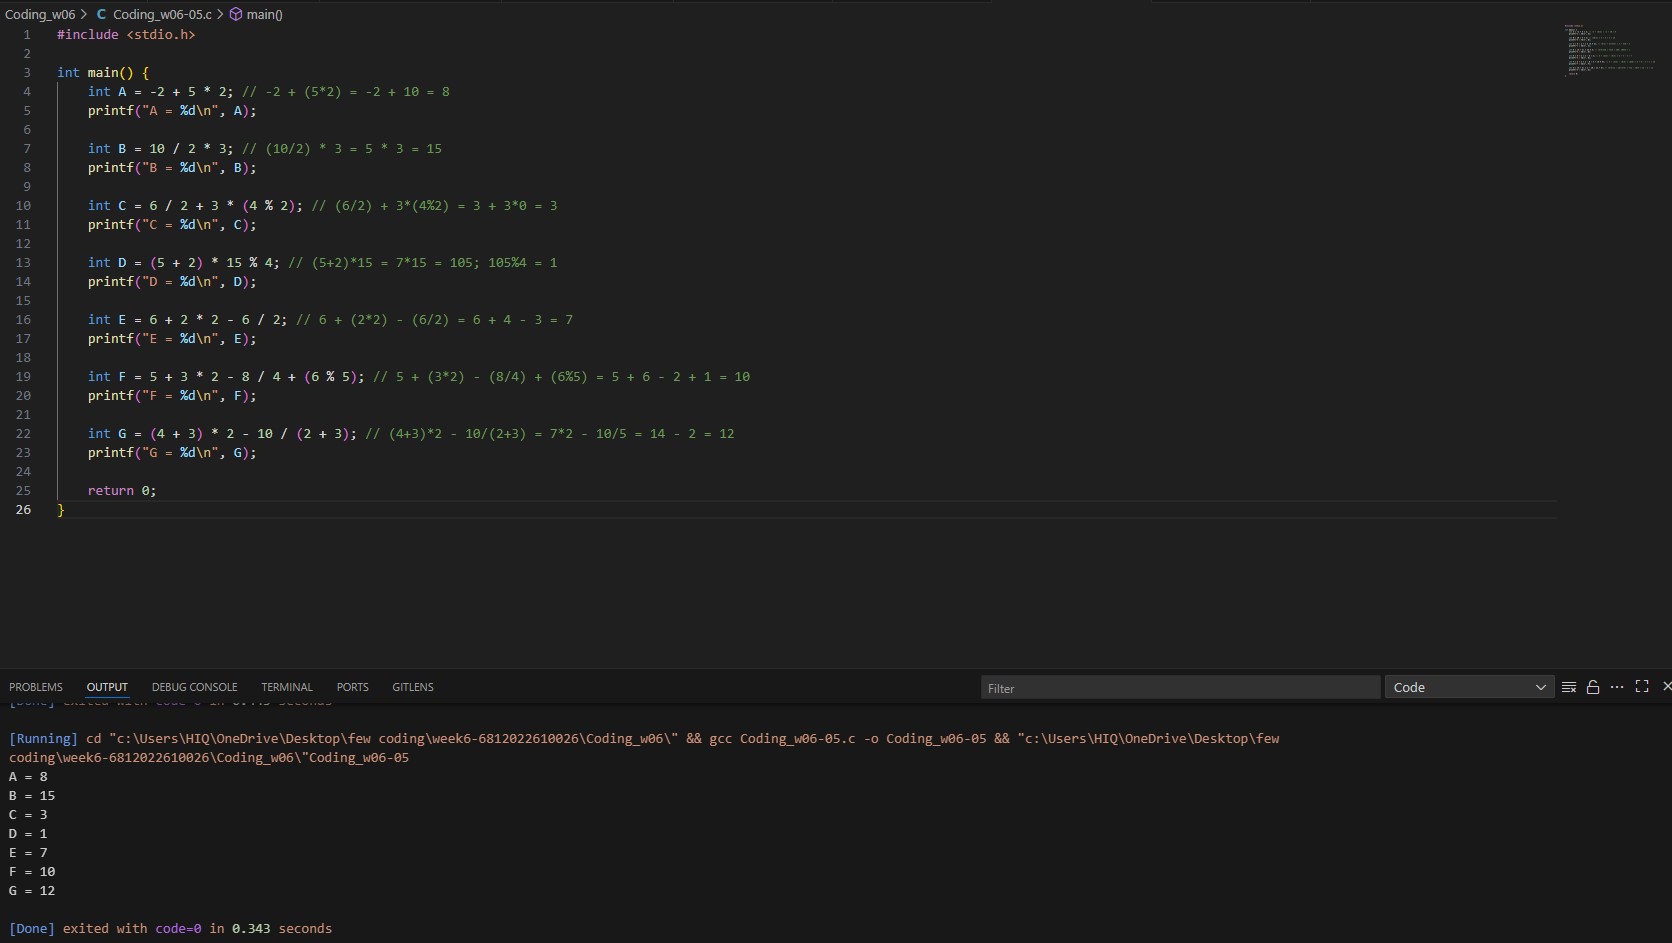 Coding_w06 > C Coding_w06-05.c > main()
1 #include <stdio.h>
2
3 int main() {
4 int A = -2 + 5 * 2; // -2 + (5*2) = -2 + 10 = 8
5 printf("A = %d\n", A);
6
7 int B = 10 / 2 * 3; // (10/2) * 3 = 5 * 3 = 15
8 printf("B = %d\n", B);
9
10 int C = 6 / 2 + 3 * (4 % 2); // (6/2) + 3*(4%2) = 3 + 3*0 = 3
11 printf("C = %d\n", C);
12
13 int D = (5 + 2) * 15 % 4; // (5+2)*15 = 7*15 = 105; 105%4 = 1
14 printf("D = %d\n", D);
15
16 int E = 6 + 2 * 2 - 6 / 2; // 6 + (2*2) - (6/2) = 6 + 4 - 3 = 7
17 printf("E = %d\n", E);
18
19 int F = 5 + 3 * 2 - 8 / 4 + (6 % 5); // 5 + (3*2) - (8/4) + (6%5) = 5 + 6 - 2 + 1 = 10
20 printf("F = %d\n", F);
21
22 int G = (4 + 3) * 2 - 10 / (2 + 3); // (4+3)*2 - 10/(2+3) = 7*2 - 10/5 = 14 - 2 = 12
23 printf("G = %d\n", G);
24
25 return 0;
26 }
PROBLEMS OUTPUT DEBUG CONSOLE TERMINAL PORTS GITLENS Filter Code
[Done] exited with code=0 in seconds
[Running] cd "c:\Users\HIQ\OneDrive\Desktop\few coding\week6-6812022610026\Coding_w06\" && gcc Coding_w06-05.c -o Coding_w06-05 && "c:\Users\HIQ\OneDrive\Desktop\few
coding\week6-6812022610026\Coding_w06\"Coding_w06-05
A = 8
B = 15
C = 3
D = 1
E = 7
F = 10
G = 12
[Done] exited with code=0 in 0.343 seconds